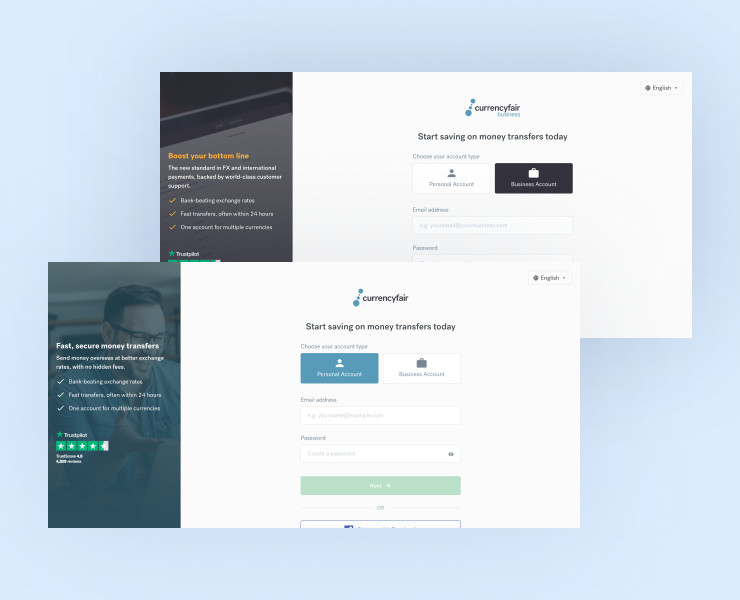 English
currencyfair
business
Start saving on money transfers today
Boost your bottom line
Choose your account type
The new standard in FX and international
payments, backed by world-class customer
support.
Personal Account
Business Account
Bank-beating exchange rates
Fast transfers, often within 24 hours
One account for multiple currencies
Email address
e.g. youremail@yourbusiness.com
Password
Trustpilot
English
currencyfair
Start saving on money transfers today
Fast, secure money transfers
Choose your account type
Send money overseas at better exchange
rates, with no hidden fees.
Personal Account
Business Account
Bank-beating exchange rates
Fast transfers, often within 24 hours
One account for multiple currencies
Email address
e.g. yourname@example.com
Password
Trustpilot
Create a password
TrustScore
reviews
Next
OR